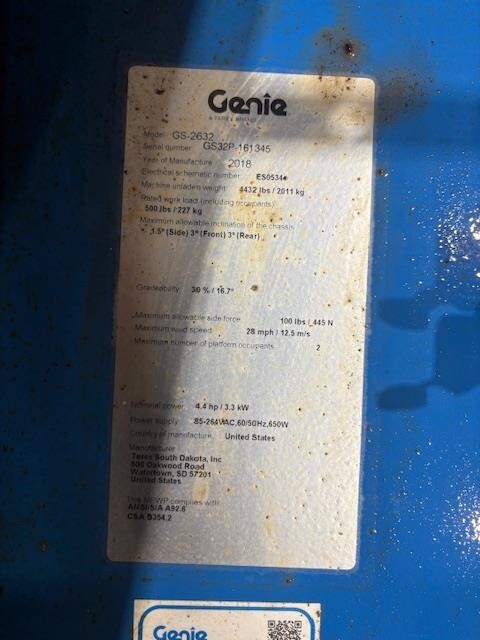 Genie
A TEREX BRAND
Model: GS-2632
Serial number: GS32P-161345
Year of Manufacture: 2018
Electrical schematic number: ES0534
Machine unladen weight: 4432 lbs / 2011 kg
Rated work load (including occupants):
500 lbs / 227 kg
Maximum allowable inclination of the chassis:
1.5° (Side) 3° (Front) 3° (Rear)
Gradeability: 30 % / 16.7°
Maximum allowable side force: 100 lbs / 445 N
Maximum wind speed: 28 mph / 12.5 m/s
Maximum number of platform occupants: 2
Nominal power: 4.4 hp / 3.3 kW
Power supply: 85-264VAC,60/50Hz,650W
Country of manufacture: United States
Manufacturer:
Terex South Dakota, Inc
500 Oakwood Road
Watertown, SD 57201
United States
This MEWP complies with:
ANSI/SIA A92.6
CSA B354.2
Genie